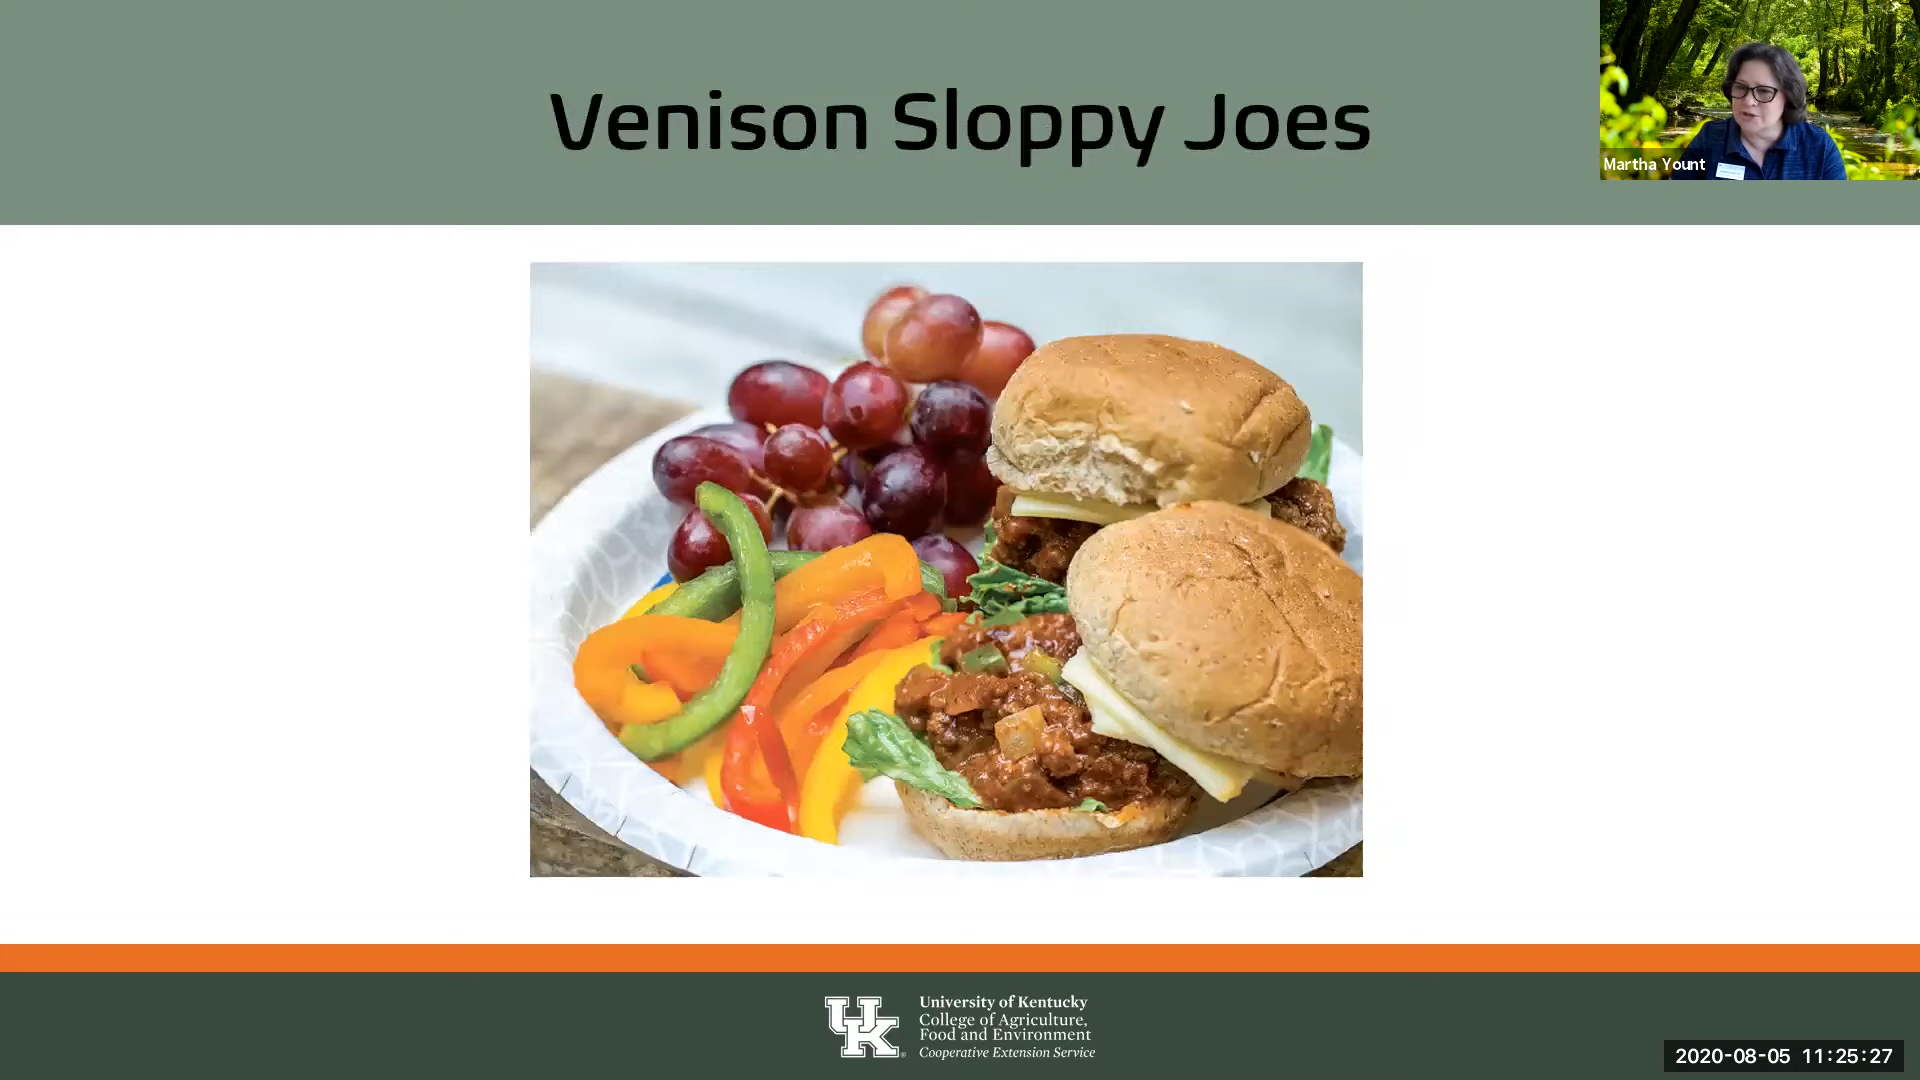 Venison Sloppy Joes
Martha Yount
UK
University of Kentucky
College of Agriculture,
Food and Environment
Cooperative Extension Service
2020-08-05 11:25:27